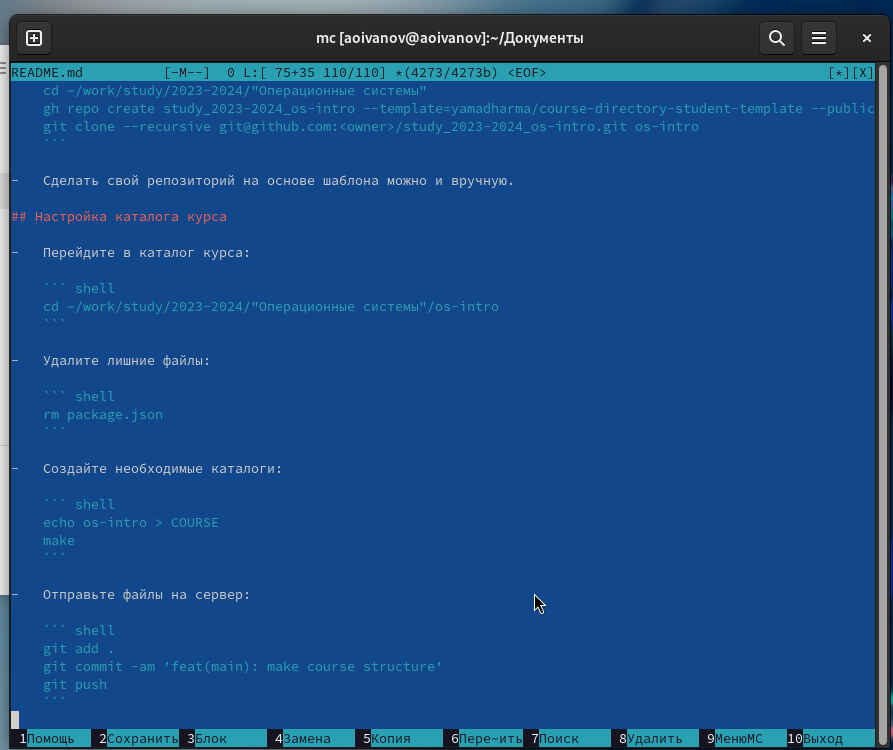 mc [aoivanov@aoivanov]:~/Документы
README.md [-M--] 0 L:[ 75+35 110/110] *(4273/4273b) <EOF> [*][X]
cd ~/work/study/2023-2024/"Операционные системы"
gh repo create study_2023-2024_os-intro --template=yamadharma/course-directory-student-template --public
git clone --recursive git@github.com:<owner>/study_2023-2024_os-intro.git os-intro
```
- Сделать свой репозиторий на основе шаблона можно и вручную.
## Настройка каталога курса
- Перейдите в каталог курса:
``` shell
cd ~/work/study/2023-2024/"Операционные системы"/os-intro
```
- Удалите лишние файлы:
``` shell
rm package.json
```
- Создайте необходимые каталоги:
``` shell
echo os-intro > COURSE
make
```
- Отправьте файлы на сервер:
``` shell
git add .
git commit -am 'feat(main): make course structure'
git push
```
1Помощь 2Сохранить 3Блок 4Замена 5Копия 6Пере~ить 7Поиск 8Удалить 9МенюMC 10Выход